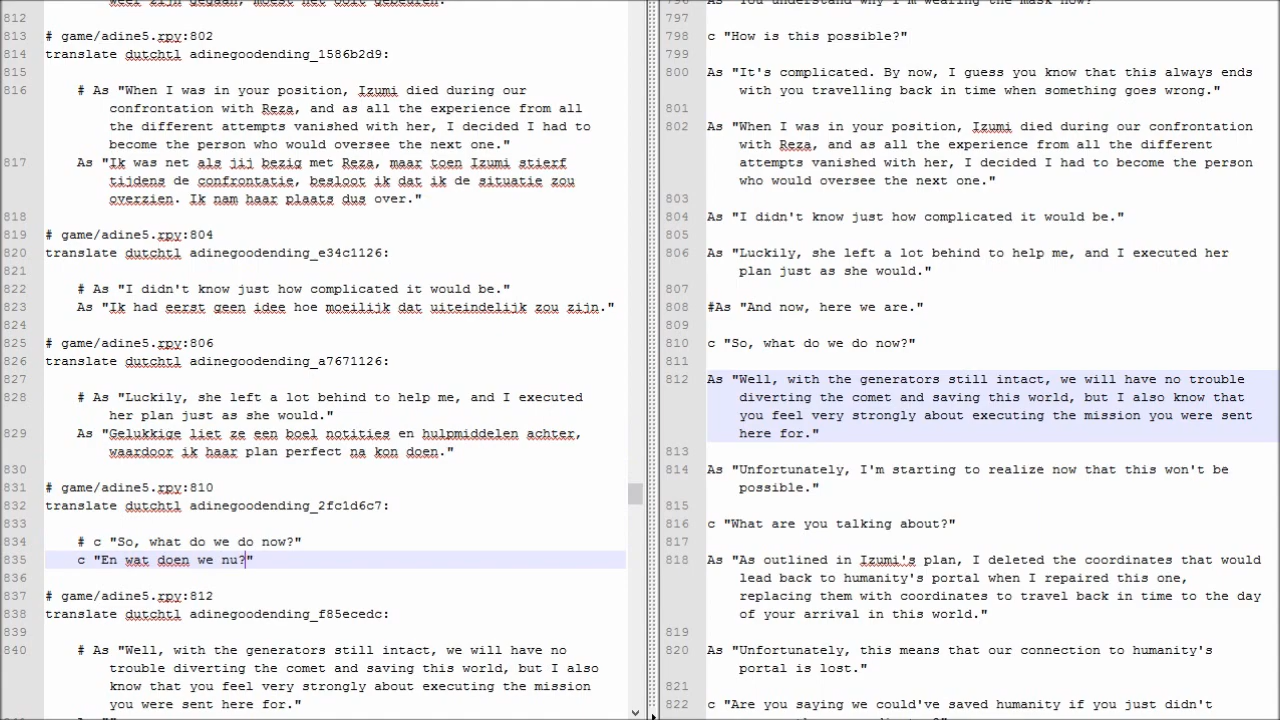 weer zijn gegaan, moest het ooit gebeuren."
812
813 # game/adine5.rpy:802
814 translate dutchtl adinegoodending_1586b2d9:
815
816 # As "When I was in your position, Izumi died during our
confrontation with Reza, and as all the experience from all
the different attempts vanished with her, I decided I had to
become the person who would oversee the next one."
817 As "Ik was net als jij bezig met Reza, maar toen Izumi stierf
tijdens de confrontatie, besloot ik dat ik de situatie zou
overzien. Ik nam haar plaats dus over."
818
819 # game/adine5.rpy:804
820 translate dutchtl adinegoodending_e34c1126:
821
822 # As "I didn't know just how complicated it would be."
823 As "Ik had eerst geen idee hoe moeilijk dat uiteindelijk zou zijn."
824
825 # game/adine5.rpy:806
826 translate dutchtl adinegoodending_a7671126:
827
828 # As "Luckily, she left a lot behind to help me, and I executed
her plan just as she would."
829 As "Gelukkige liet ze een boel notities en hulpmiddelen achter,
waardoor ik haar plan perfect na kon doen."
830
831 # game/adine5.rpy:810
832 translate dutchtl adinegoodending_2fc1d6c7:
833
834 # c "So, what do we do now?"
835 c "En wat doen we nu?"
836
837 # game/adine5.rpy:812
838 translate dutchtl adinegoodending_f85ecedc:
839
840 # As "Well, with the generators still intact, we will have no
trouble diverting the comet and saving this world, but I also
know that you feel very strongly about executing the mission
you were sent here for."
796 As "You understand why I'm wearing the mask now?"
797
798 c "How is this possible?"
799
800 As "It's complicated. By now, I guess you know that this always ends
with you travelling back in time when something goes wrong."
801
802 As "When I was in your position, Izumi died during our confrontation
with Reza, and as all the experience from all the different
attempts vanished with her, I decided I had to become the person
who would oversee the next one."
803
804 As "I didn't know just how complicated it would be."
805
806 As "Luckily, she left a lot behind to help me, and I executed her
plan just as she would."
807
808 #As "And now, here we are."
809
810 c "So, what do we do now?"
811
812 As "Well, with the generators still intact, we will have no trouble
diverting the comet and saving this world, but I also know that
you feel very strongly about executing the mission you were sent
here for."
813
814 As "Unfortunately, I'm starting to realize now that this won't be
possible."
815
816 c "What are you talking about?"
817
818 As "As outlined in Izumi's plan, I deleted the coordinates that would
lead back to humanity's portal when I repaired this one,
replacing them with coordinates to travel back in time to the day
of your arrival in this world."
819
820 As "Unfortunately, this means that our connection to humanity's
portal is lost."
821
822 c "Are you saying we could've saved humanity if you just didn't